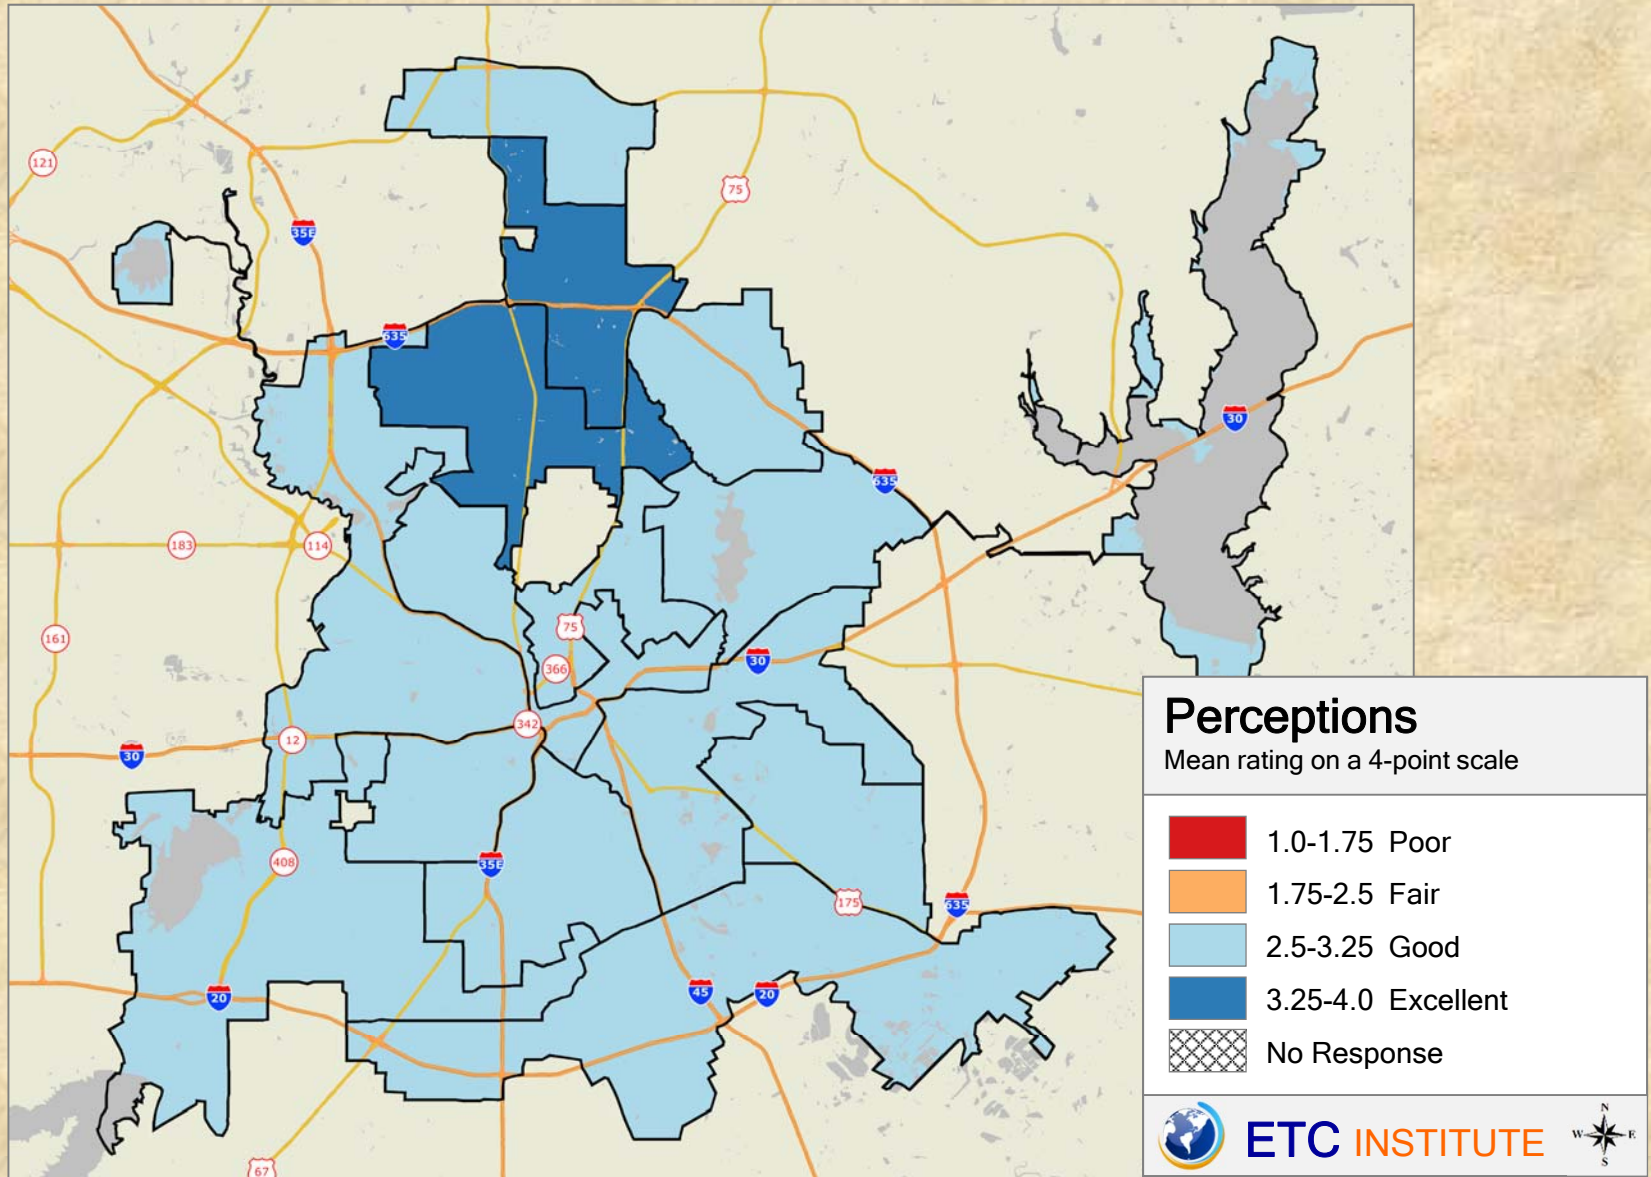 121
35E
75
635
30
635
183
114
161
75
366
30
342
12
30
408
35E
175
635
20
45
20
67
Perceptions
Mean rating on a 4-point scale
1.0-1.75 Poor
1.75-2.5 Fair
2.5-3.25 Good
3.25-4.0 Excellent
No Response
ETC INSTITUTE
N
W E
S